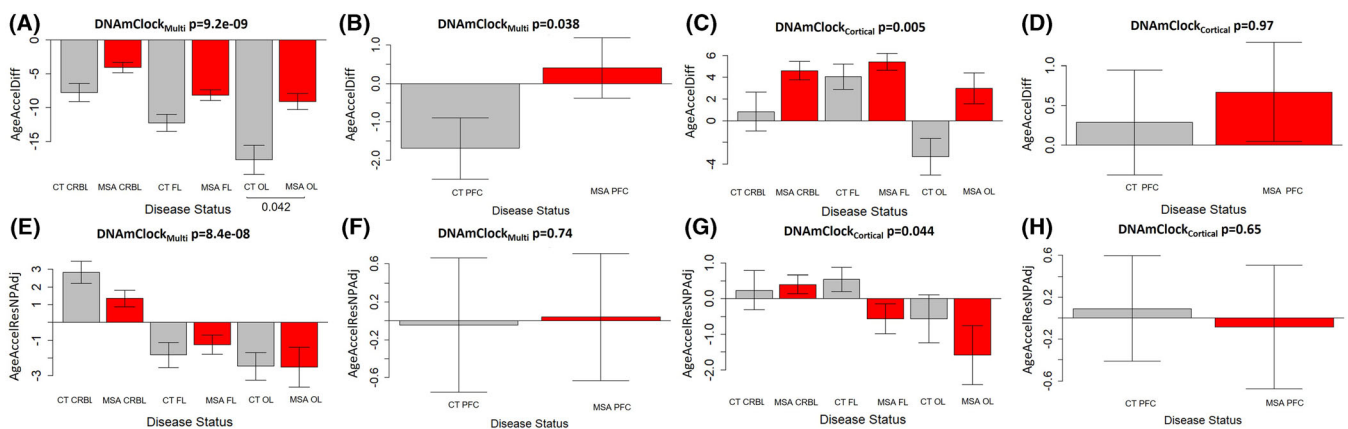 (A) DNAmClockMulti p=9.2e-09
AgeAccelDiff
0
-5
-10
-15
CT CRBL MSA CRBL CT FL MSA FL CT OL MSA OL
0.042
Disease Status
(B) DNAmClockMulti p=0.038
AgeAccelDiff
1.0
0.0
-1.0
-2.0
CT PFC MSA PFC
Disease Status
(C) DNAmClockCortical p=0.005
AgeAccelDiff
6
4
2
0
-4
CT CRBL MSA CRBL CT FL MSA FL CT OL MSA OL
Disease Status
(D) DNAmClockCortical p=0.97
AgeAccelDiff
1.0
0.5
0.0
CT PFC MSA PFC
Disease Status
(E) DNAmClockMulti p=8.4e-08
AgeAccelResNPAdj
3
1
-1
-3
CT CRBL MSA CRBL CT FL MSA FL CT OL MSA OL
Disease Status
(F) DNAmClockMulti p=0.74
AgeAccelResNPAdj
0.6
0.2
-0.2
-0.6
CT PFC MSA PFC
Disease Status
(G) DNAmClockCortical p=0.044
AgeAccelResNPAdj
1.0
0.0
-1.0
-2.0
CT CRBL MSA CRBL CT FL MSA FL CT OL MSA OL
Disease Status
(H) DNAmClockCortical p=0.65
AgeAccelResNPAdj
0.6
0.2
-0.2
-0.6
CT PFC MSA PFC
Disease Status